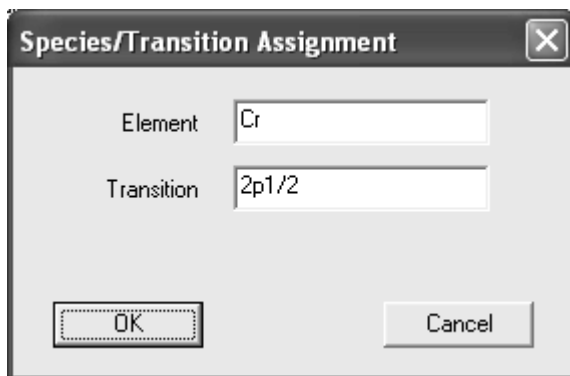 Species/Transition Assignment
Element Cr
Transition 2p1/2
OK Cancel